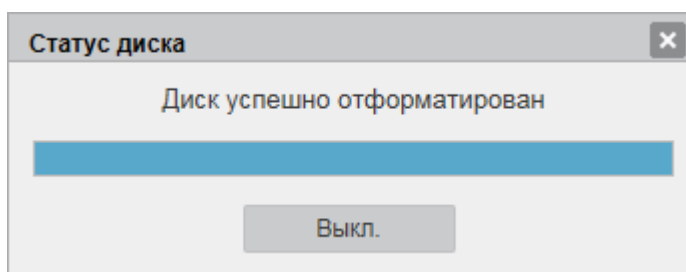 Статус диска
Диск успешно отформатирован
Выкл.